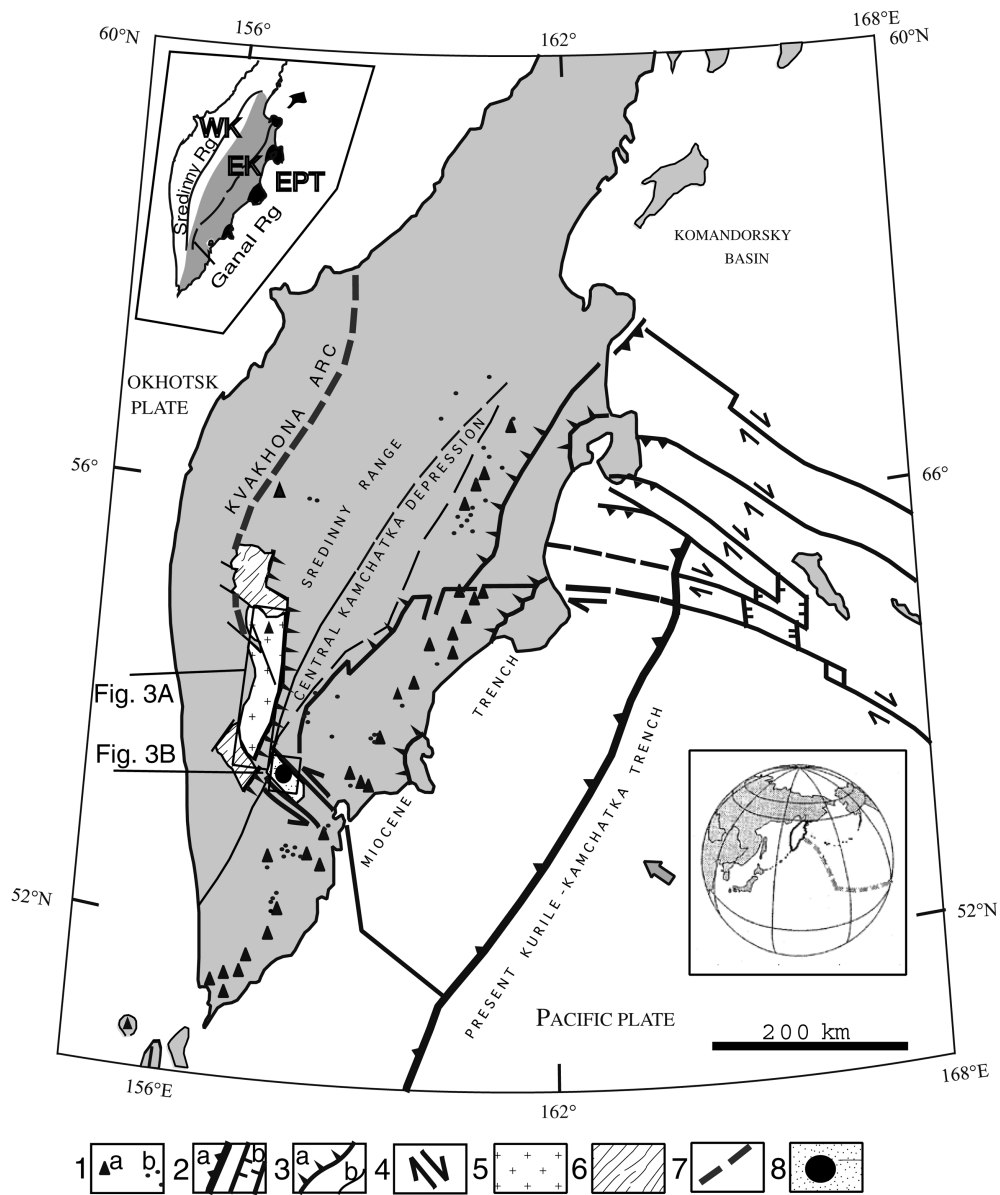 168°E
60°N
156°
162°
60°N
WK
Sredinny Rg
EK
EPT
Ganal Rg
KOMANDORSKY
BASIN
OKHOTSK
PLATE
KVAKHONA ARC
56°
66°
SREDINNY RANGE
CENTRAL KAMCHATKA DEPRESSION
Fig. 3A
Fig. 3B
MIOCENE TRENCH
PRESENT KURILE-KAMCHATKA TRENCH
52°N
52°N
PACIFIC PLATE
200 km
156°E
162°
168°E
1 a b 2 a b 3 a b 4 5 6 7 8